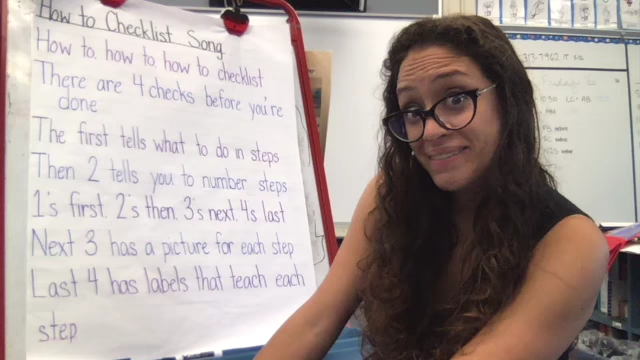 How to Checklist Song
How to, how to, how to checklist
There are 4 checks before you're
done
The first tells what to do in steps
Then 2 tells you to number steps
1's first, 2's then, 3's next, 4s last
Next 3 has a picture for each step
Last 4 has labels that teach each
step